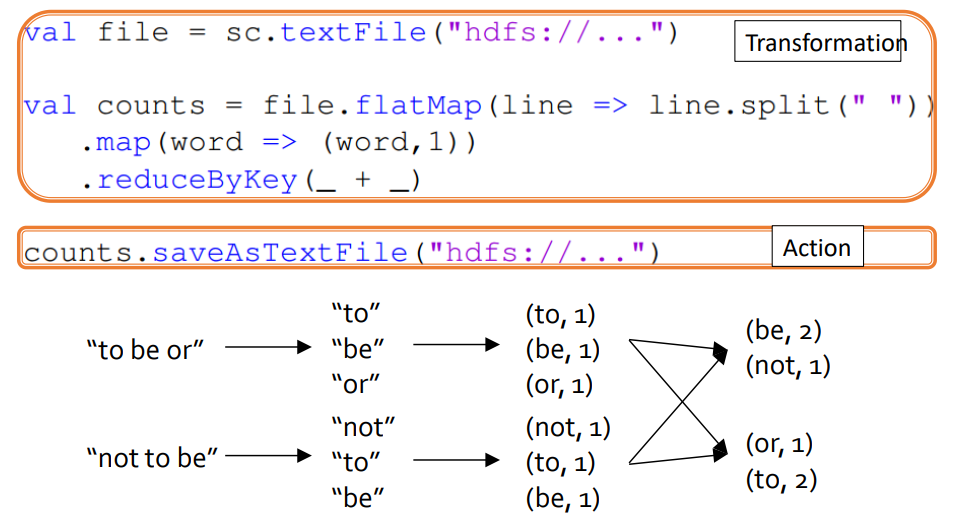 val file = sc.textFile("hdfs://...")
Transformation
val counts = file.flatMap(line => line.split(" "))
.map(word => (word,1))
.reduceByKey(_ + _)
counts.saveAsTextFile("hdfs://...")
Action
“to be or”
“to”
“be”
“or”
(to, 1)
(be, 1)
(or, 1)
(be, 2)
(not, 1)
“not to be”
“not”
“to”
“be”
(not, 1)
(to, 1)
(be, 1)
(or, 1)
(to, 2)